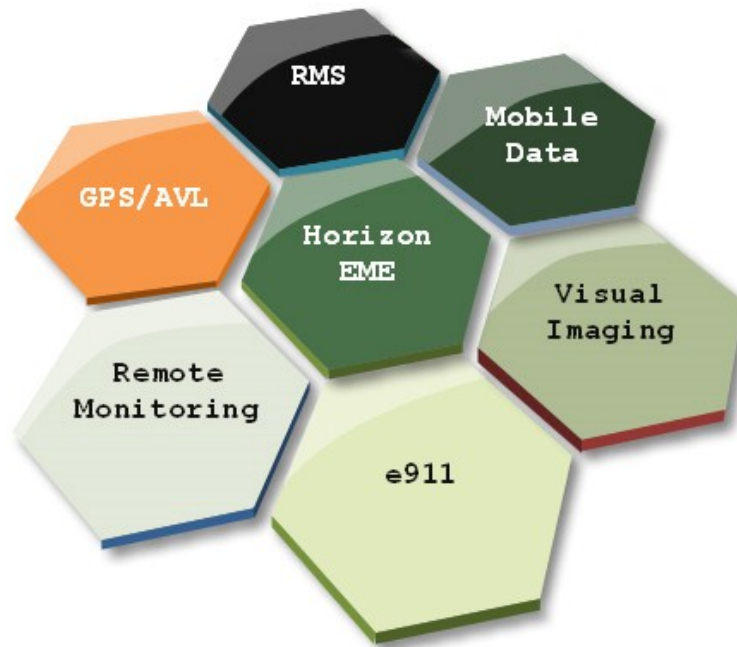 RMS
Mobile
Data
GPS/AVL
Horizon
EME
Visual
Imaging
Remote
Monitoring
e911